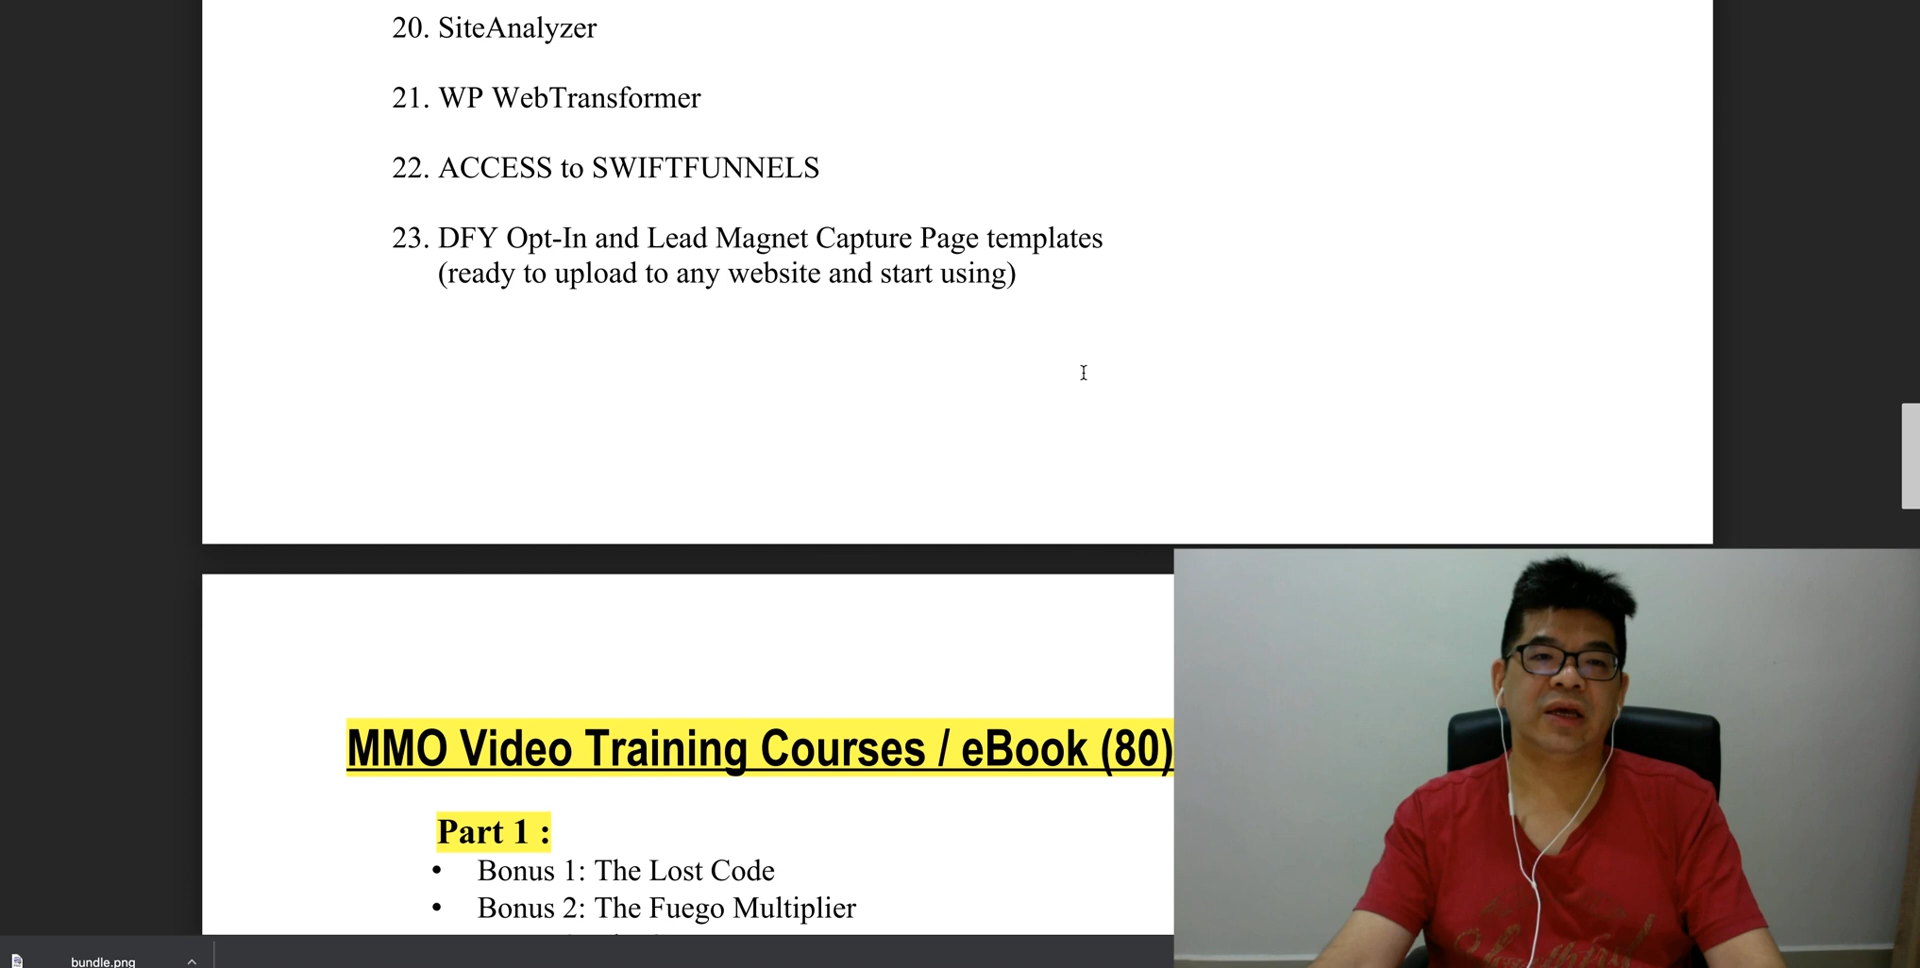 20. SiteAnalyzer
21. WP WebTransformer
22. ACCESS to SWIFTFUNNELS
23. DFY Opt-In and Lead Magnet Capture Page templates
(ready to upload to any website and start using)
MMO Video Training Courses / eBook (80)
Part 1 :
• Bonus 1: The Lost Code
• Bonus 2: The Fuego Multiplier
bundle.png